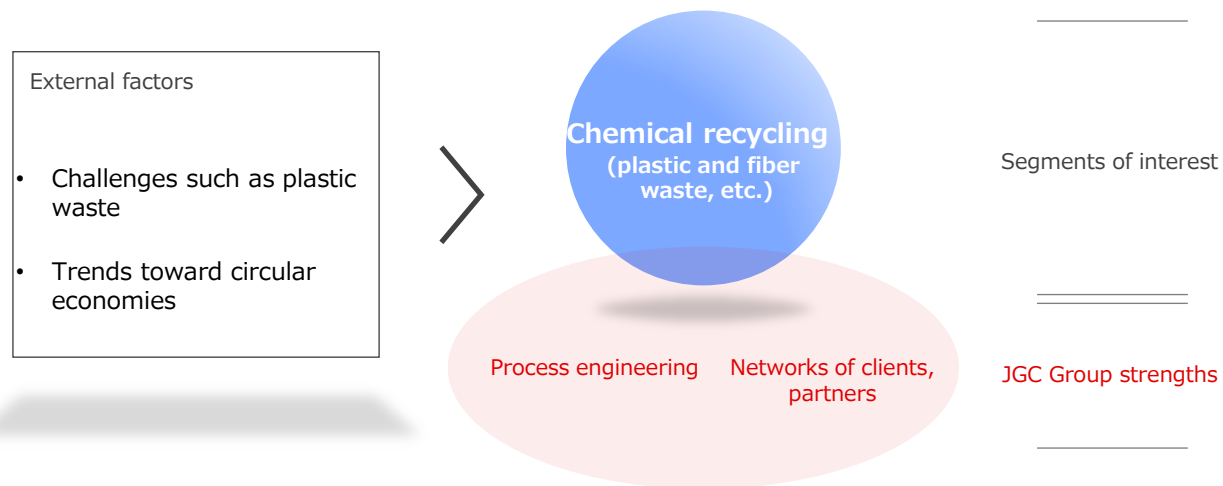 External factors
• Challenges such as plastic
waste
• Trends toward circular
economies
Chemical recycling
(plastic and fiber
waste, etc.)
Process engineering
Networks of clients,
partners
Segments of interest
JGC Group strengths